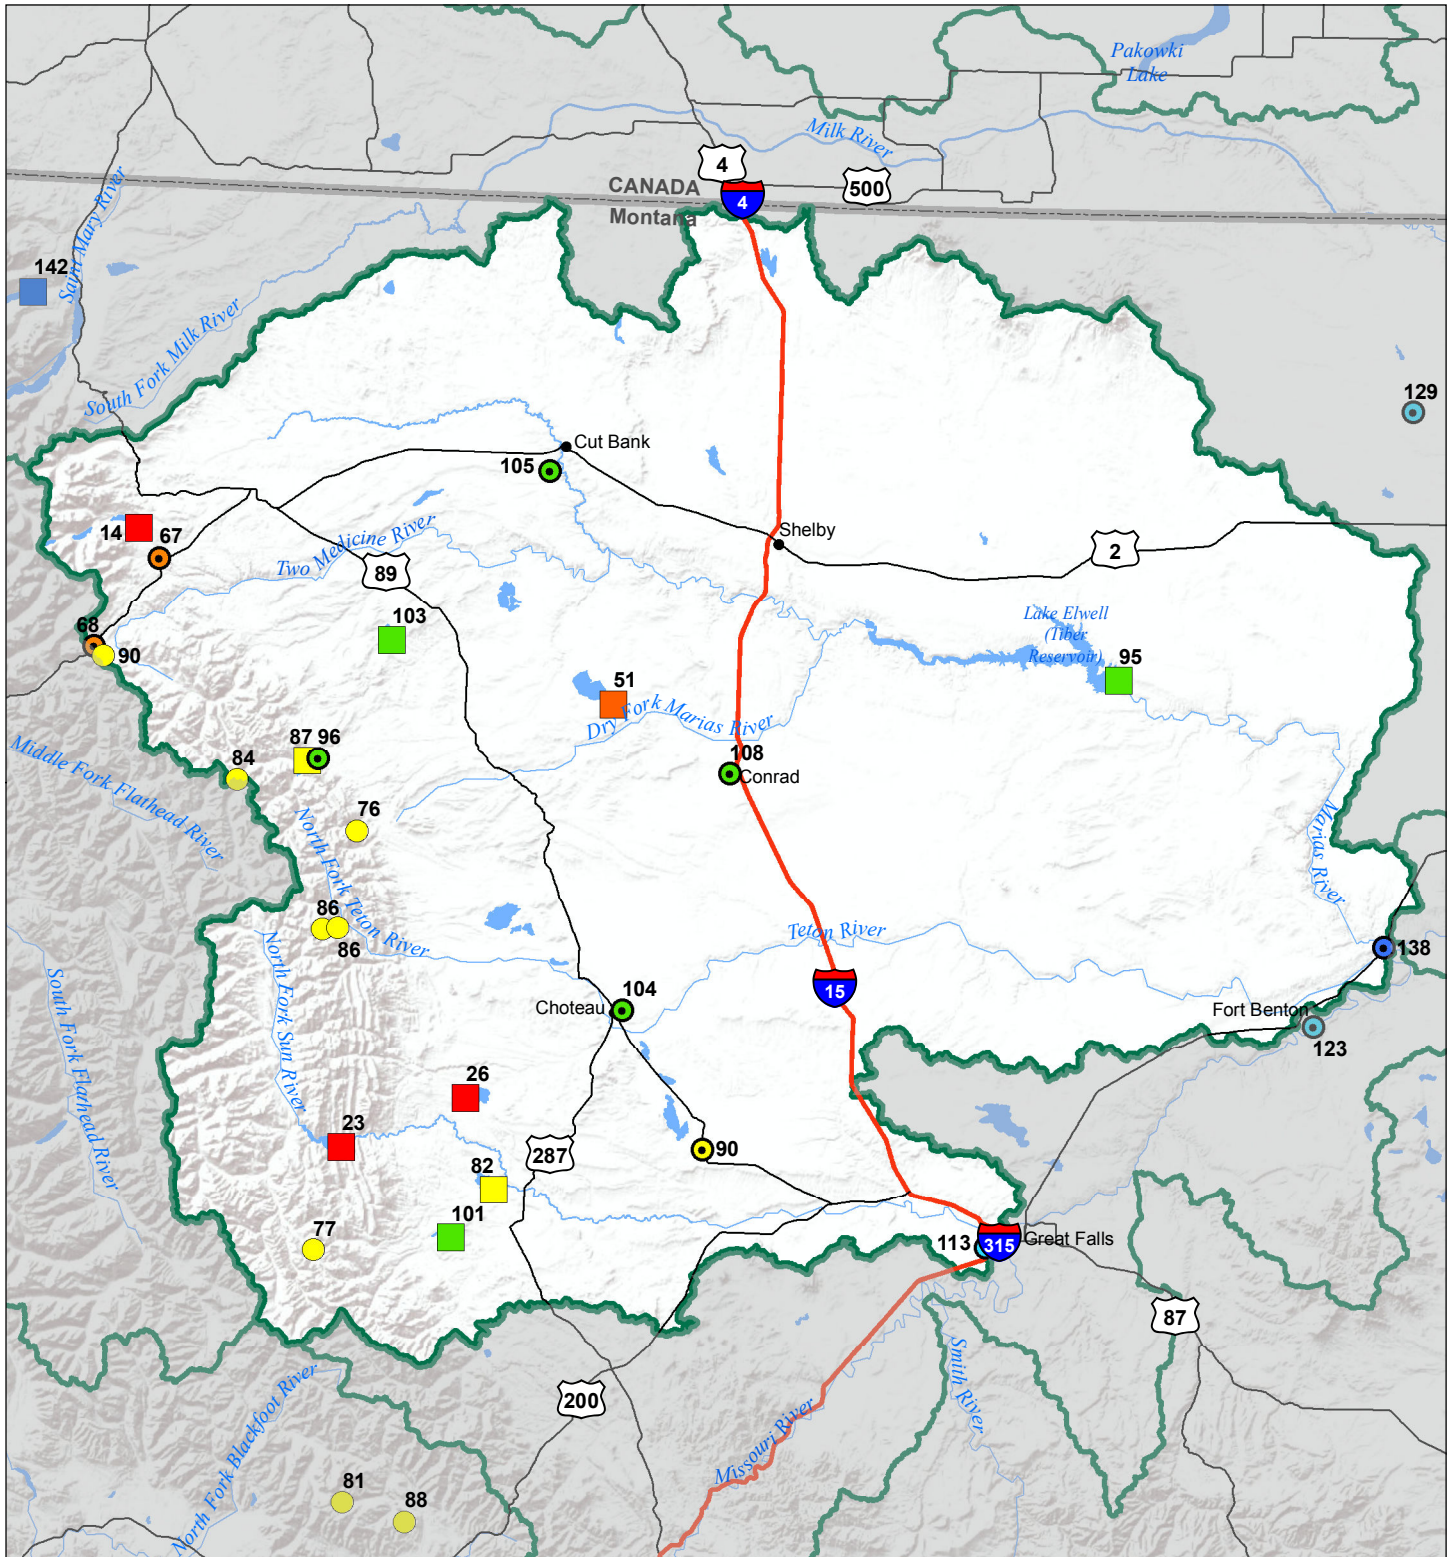 Pakowki
Lake
Milk River
4
CANADA
500
4
Montana
Saint Mary River
142
South Fork Milk River
129
Cut Bank
105
14
67
Shelby
2
Two Medicine River
89
103
Lake Elwell
(Tiber
Reservoir)
68
90
95
51
Dry Fork Marias River
Middle Fork Flathead River
84
87
96
108
Conrad
76
North Fork Teton River
Marias River
86
86
Teton River
138
North Fork Sun River
South Fork Flathead River
15
104
Choteau
Fort Benton
123
26
23
287
90
82
101
77
113
315
Great Falls
87
Smith River
200
Missouri River
North Fork Blackfoot River
81
88